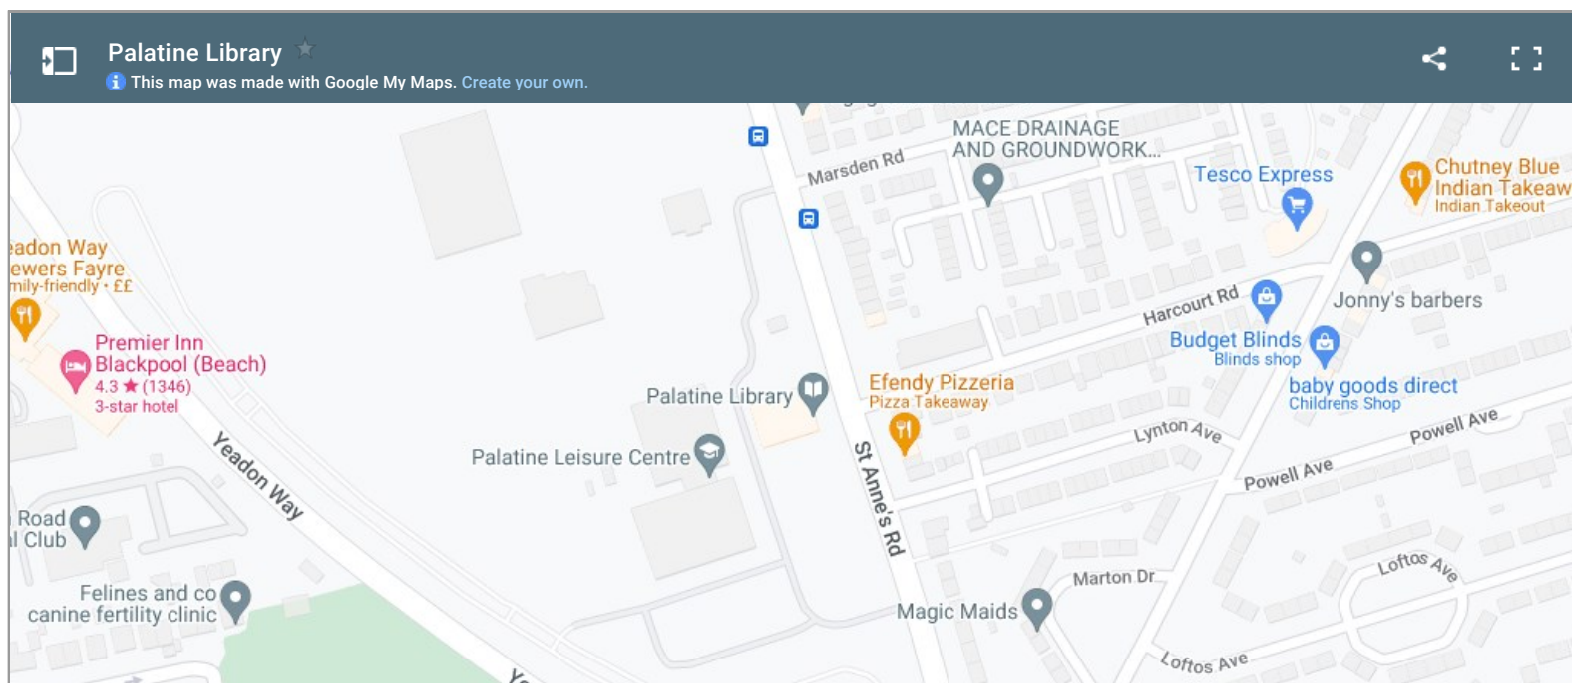 Palatine Library
This map was made with Google My Maps. Create your own.
MACE DRAINAGE
AND GROUNDWORK...
Marsden Rd
Tesco Express
Chutney Blue
Indian Takeaw
Indian Takeout
eadon Way
ewers Fayre
mily-friendly • ££
Premier Inn
Blackpool (Beach)
4.3 ★ (1346)
3-star hotel
Harcourt Rd
Jonny's barbers
Budget Blinds
Blinds shop
baby goods direct
Childrens Shop
Palatine Library
Efendy Pizzeria
Pizza Takeaway
Palatine Leisure Centre
Lynton Ave
Powell Ave
Powell Ave
Yeadon Way
St Anne's Rd
Road
l Club
Felines and co
canine fertility clinic
Magic Maids
Marton Dr
Loftos Ave
Loftos Ave
Ye